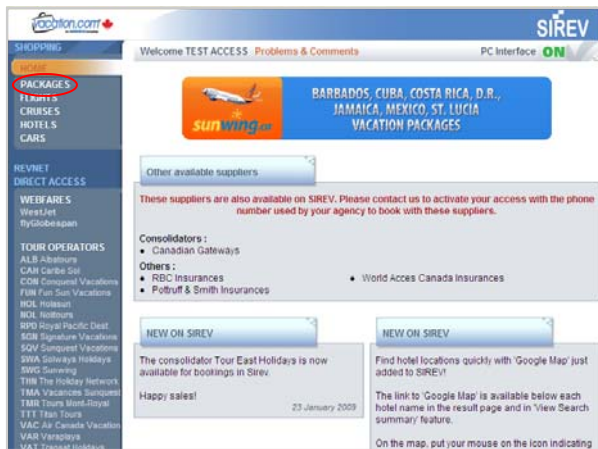 vacation.com
SIREV
SHOPPING
Welcome TEST ACCESS Problems & Comments
PC Interface ON
HOME
PACKAGES
FLIGHTS
CRUISES
HOTELS
CARS
sunwing.ca
BARBADOS, CUBA, COSTA RICA, D.R.,
JAMAICA, MEXICO, ST. LUCIA
VACATION PACKAGES
REVNET
DIRECT ACCESS
WEBFARES
WestJet
flyGlobespan
TOUR OPERATORS
ALB Albatours
CAH Caribe Sol
CON Conquest Vacations
FUN Fun Sun Vacations
HOL Holasun
NOL Nolitours
RPD Royal Pacific Dest
SGN Signature Vacations
SQV Sunquest Vacations
SWA Sellways Holidays
SWG Sunwing
THN The Holiday Network
TMA Vacances Sunquest
TMR Tours Mont-Royal
TTT Titan Tours
VAC Air Canada Vacation
VAR Varaplaya
VAT Transat Holidays
Other available suppliers
These suppliers are also available on SIREV. Please contact us to activate your access with the phone
number used by your agency to book with these suppliers.
Consolidators :
• Canadian Gateways
Others :
• RBC Insurances
• World Acces Canada Insurances
• Pottruff & Smith Insurances
NEW ON SIREV
The consolidator Tour East Holidays is now
available for bookings in Sirev.
Happy sales!
23 January 2009
NEW ON SIREV
Find hotel locations quickly with 'Google Map' just
added to SIREV!
The link to 'Google Map' is available below each
hotel name in the result page and in 'View Search
summary' feature.
On the map, put your mouse on the icon indicating